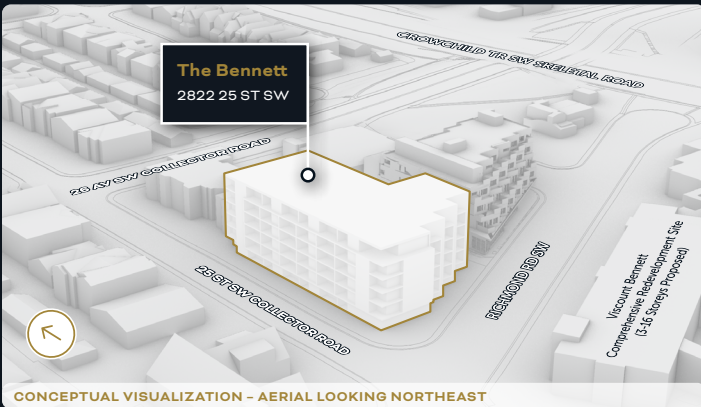 CROWCHILD TR SW SKELETAL ROAD
The Bennett
2822 25 ST SW
26 AV SW COLLECTOR ROAD
25 ST SW COLLECTOR ROAD
RICHMOND RD SW
Viscount Bennett
Comprehensive Redevelopment Site
(3-16 Storeys Proposed)
CONCEPTUAL VISUALIZATION – AERIAL LOOKING NORTHEAST